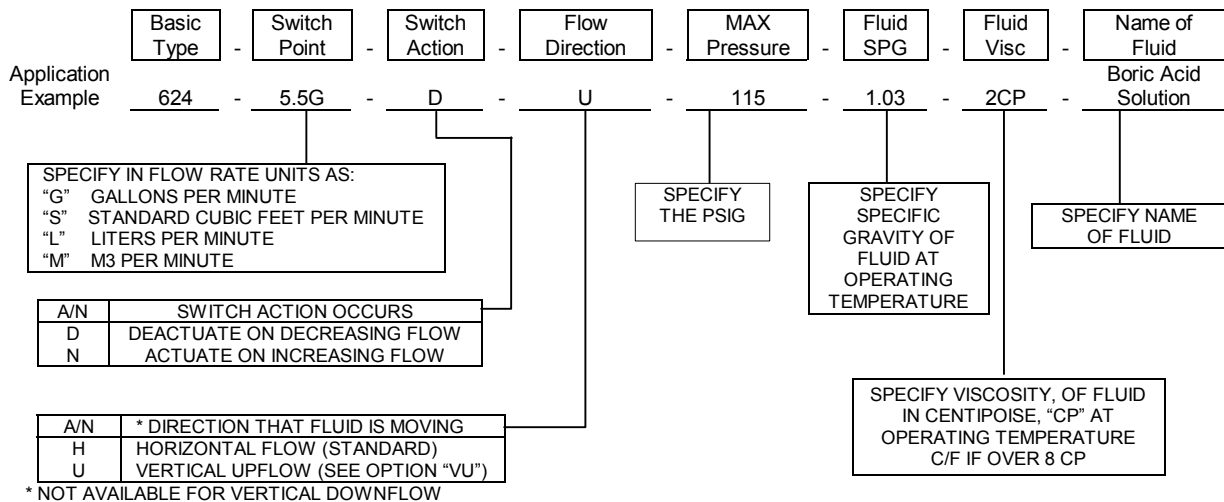 Basic Type - Switch Point - Switch Action - Flow Direction - MAX Pressure - Fluid SPG - Fluid Visc - Name of Fluid
Application Example 624 - 5.5G - D - U - 115 - 1.03 - 2CP - Boric Acid Solution
SPECIFY IN FLOW RATE UNITS AS:
“G” GALLONS PER MINUTE
“S” STANDARD CUBIC FEET PER MINUTE
“L” LITERS PER MINUTE
“M” M3 PER MINUTE
SPECIFY
THE PSIG
SPECIFY
SPECIFIC
GRAVITY OF
FLUID AT
OPERATING
TEMPERATURE
SPECIFY NAME
OF FLUID
A/N SWITCH ACTION OCCURS
D DEACTUATE ON DECREASING FLOW
N ACTUATE ON INCREASING FLOW
SPECIFY VISCOSITY, OF FLUID
IN CENTIPOISE, “CP” AT
OPERATING TEMPERATURE
C/F IF OVER 8 CP
A/N * DIRECTION THAT FLUID IS MOVING
H HORIZONTAL FLOW (STANDARD)
U VERTICAL UPFLOW (SEE OPTION “VU”)
* NOT AVAILABLE FOR VERTICAL DOWNFLOW